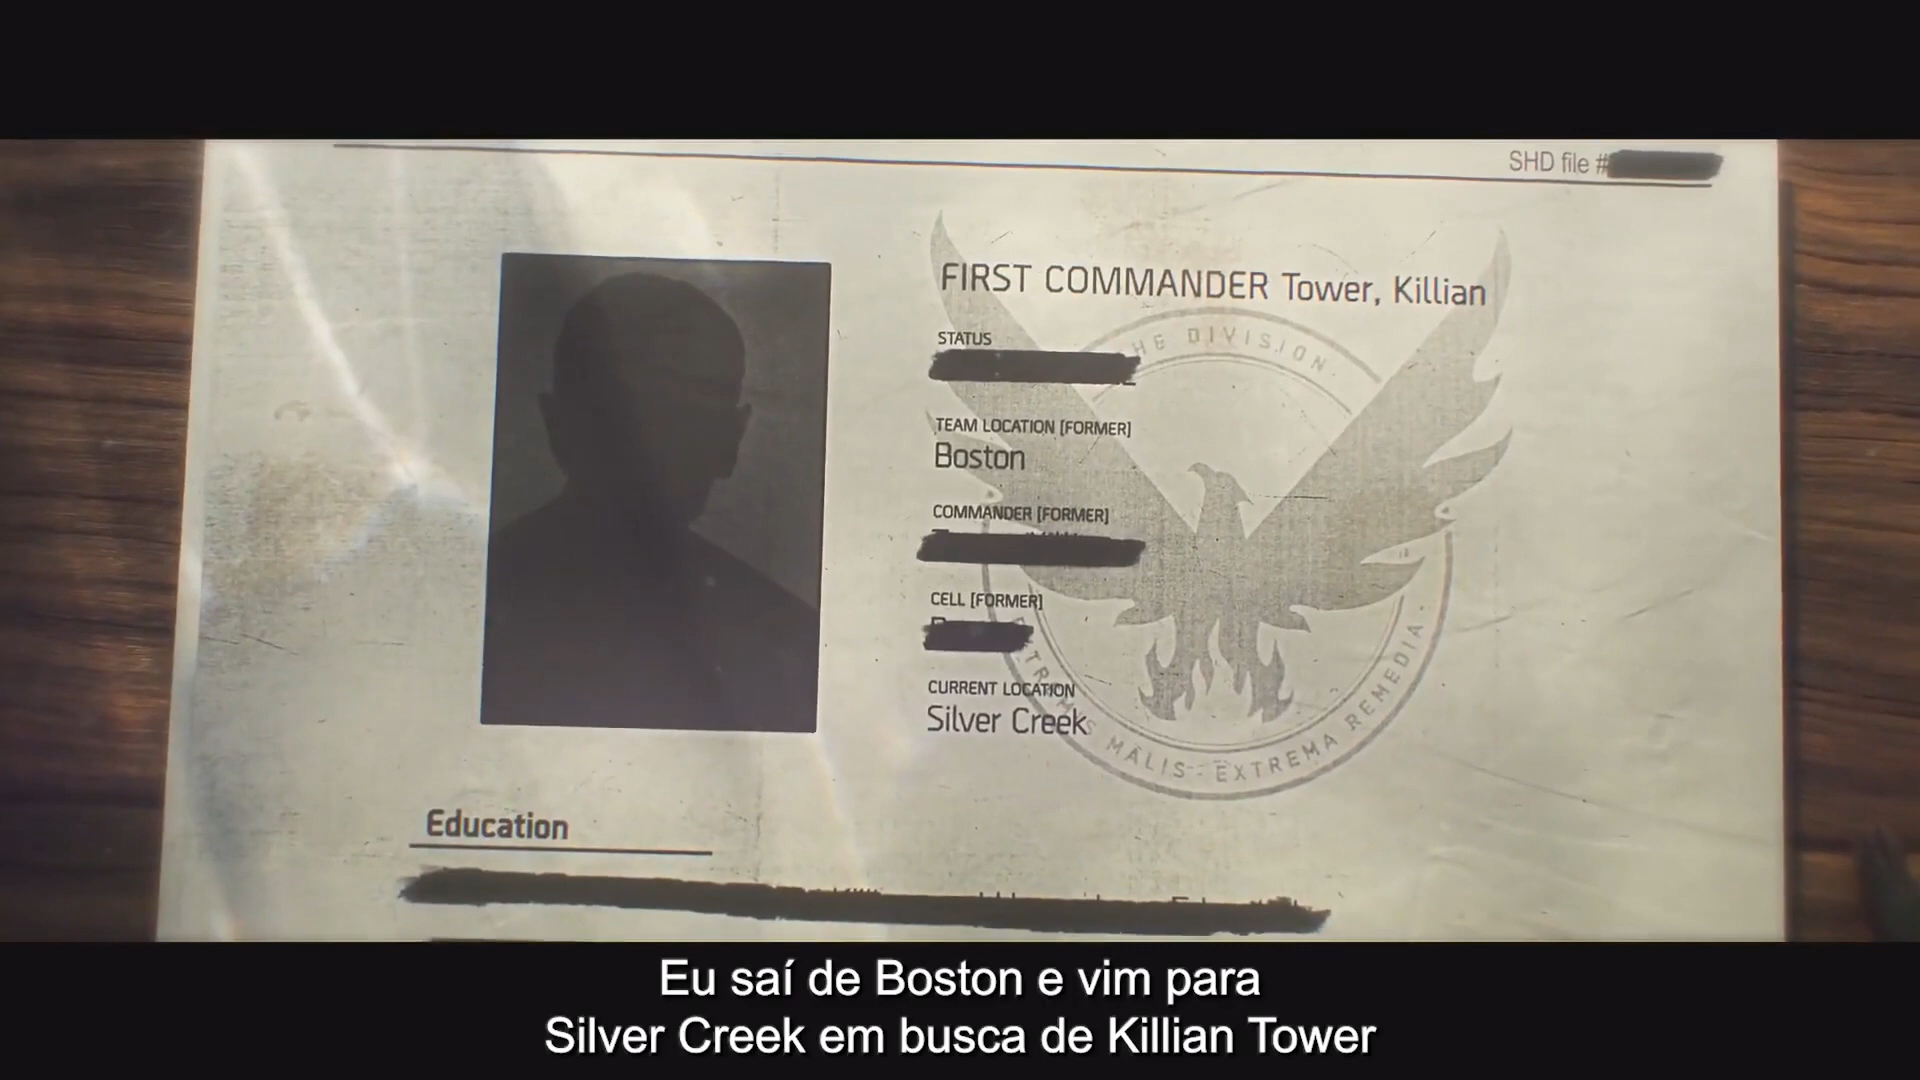 SHD file #
FIRST COMMANDER Tower, Killian
STATUS
HE DIVISION
TEAM LOCATION [FORMER]
Boston
COMMANDER [FORMER]
CELL [FORMER]
CURRENT LOCATION
Silver Creek
MALIS · EXTREMA REMEDIA
Education
Eu saí de Boston e vim para
Silver Creek em busca de Killian Tower